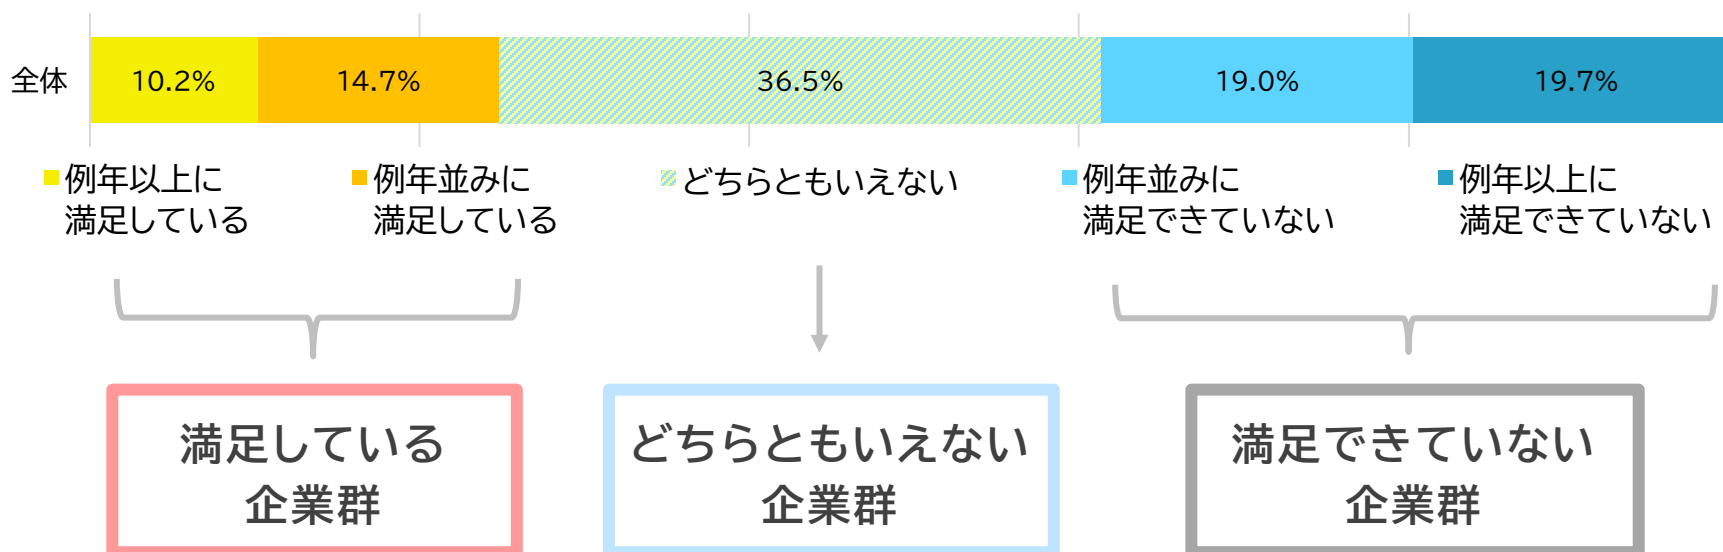 全体 10.2% 14.7% 36.5% 19.0% 19.7%
例年以上に
満足している
例年並みに
満足している
どちらともいえない
例年並みに
満足できていない
例年以上に
満足できていない
満足している
企業群
どちらともいえない
企業群
満足できていない
企業群